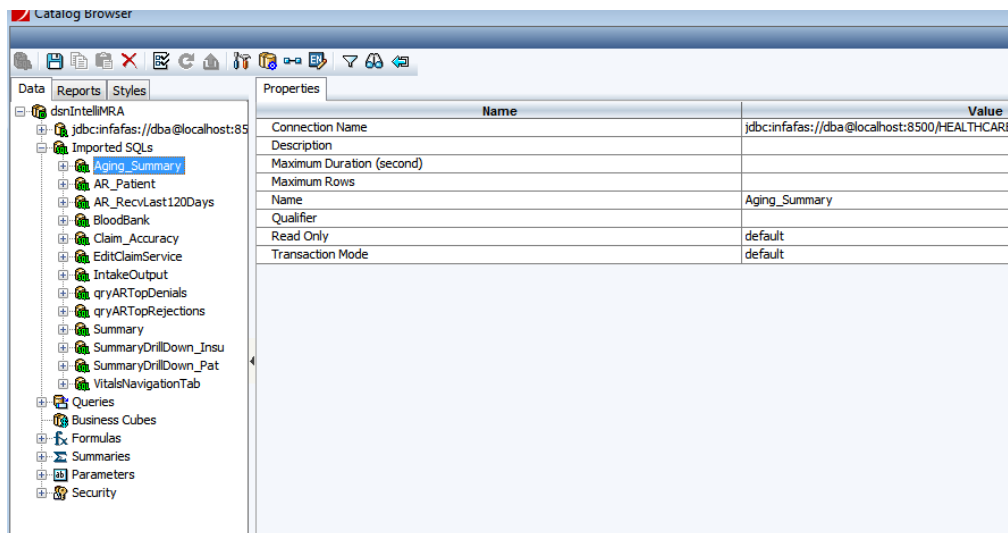 Catalog Browser
Data Reports Styles
dsnIntelliMRA
jdbc:infafas://dba@localhost:85
Imported SQLs
Aging_Summary
AR_Patient
AR_RecvLast120Days
BloodBank
Claim_Accuracy
EditClaimService
IntakeOutput
qryARTopDenials
qryARTopRejections
Summary
SummaryDrillDown_Insu
SummaryDrillDown_Pat
VitalsNavigationTab
Queries
Business Cubes
Formulas
Summaries
Parameters
Security
Properties
Name Value
Connection Name jdbc:infafas://dba@localhost:8500/HEALTHCARE
Description
Maximum Duration (second)
Maximum Rows
Name Aging_Summary
Qualifier
Read Only default
Transaction Mode default